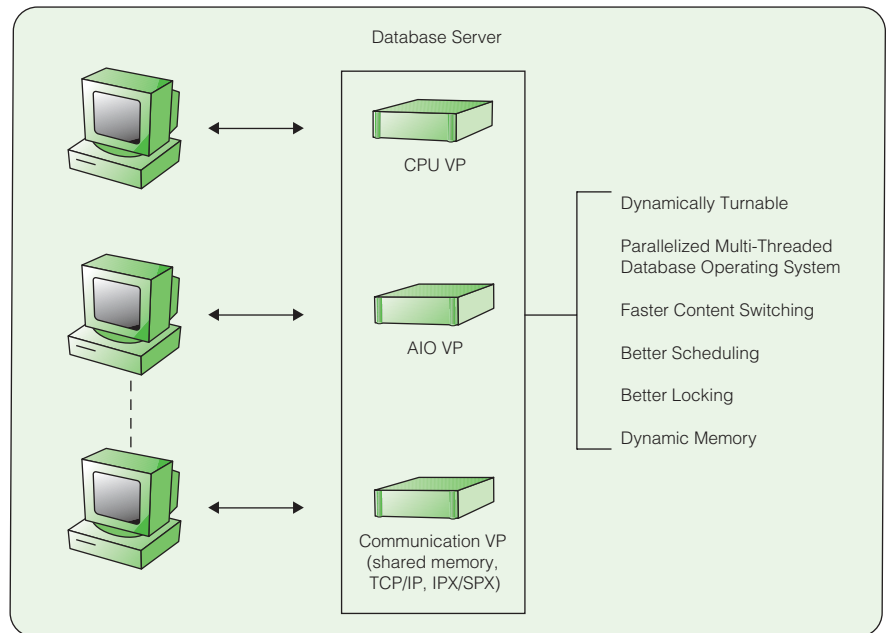 Database Server
CPU VP
AIO VP
Communication VP
(shared memory,
TCP/IP, IPX/SPX)
Dynamically Turnable
Parallelized Multi-Threaded
Database Operating System
Faster Content Switching
Better Scheduling
Better Locking
Dynamic Memory